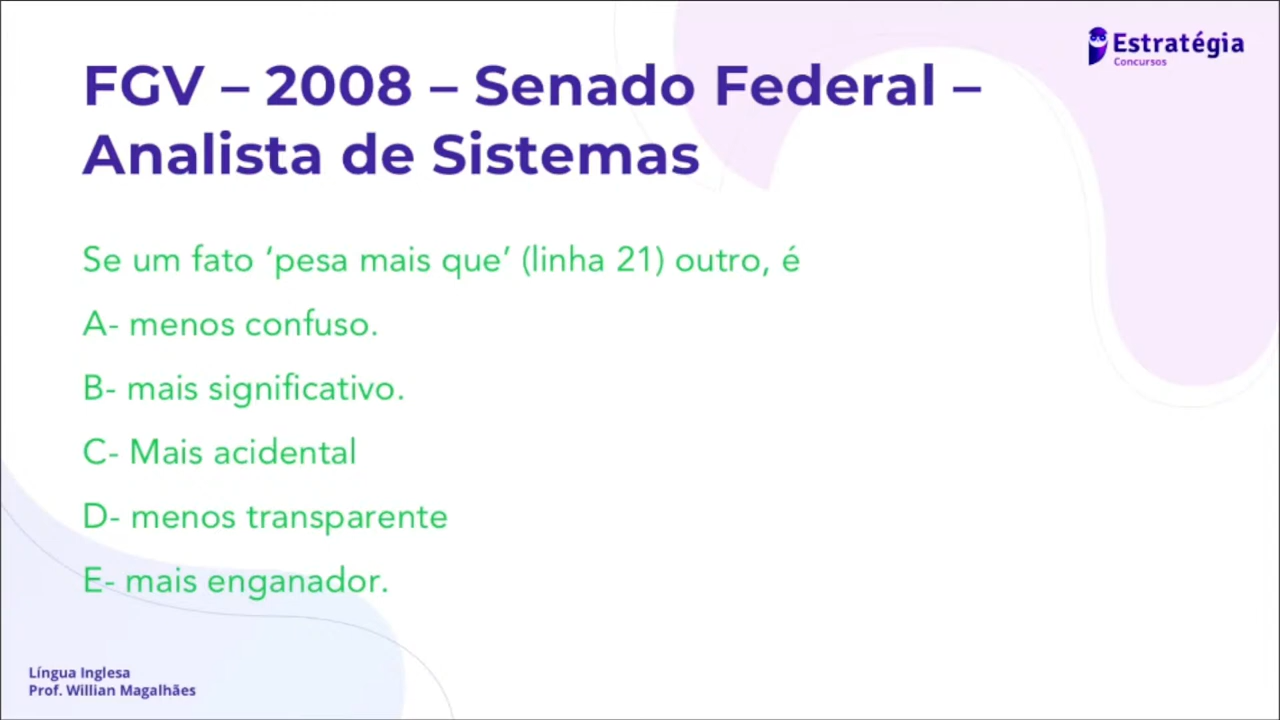 Estratégia
Concursos
FGV – 2008 – Senado Federal –
Analista de Sistemas
Se um fato ‘pesa mais que’ (linha 21) outro, é
A- menos confuso.
B- mais significativo.
C- Mais acidental
D- menos transparente
E- mais enganador.
Língua Inglesa
Prof. Willian Magalhães